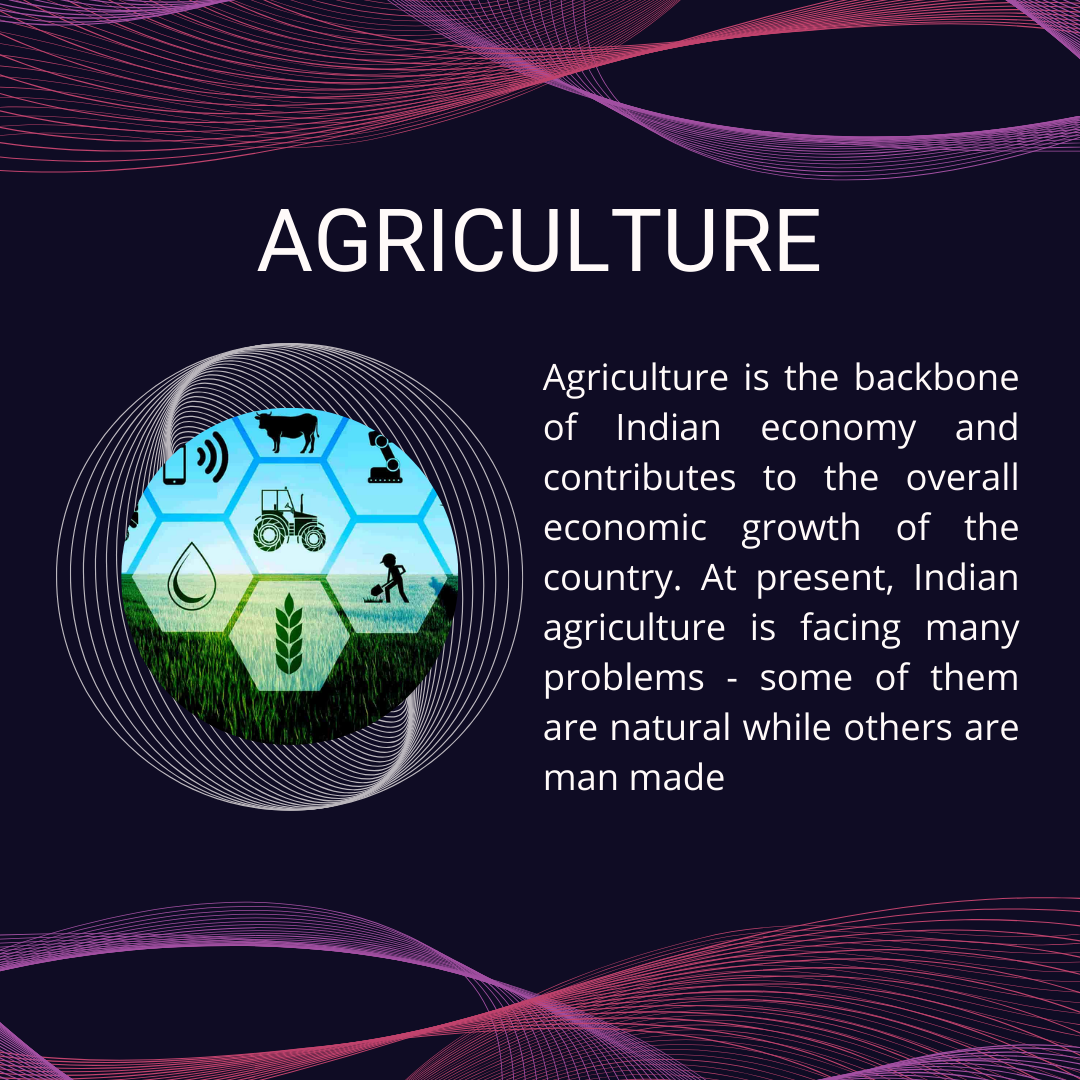 AGRICULTURE
Agriculture is the backbone
of Indian economy and
contributes to the overall
economic growth of the
country. At present, Indian
agriculture is facing many
problems - some of them
are natural while others are
man made